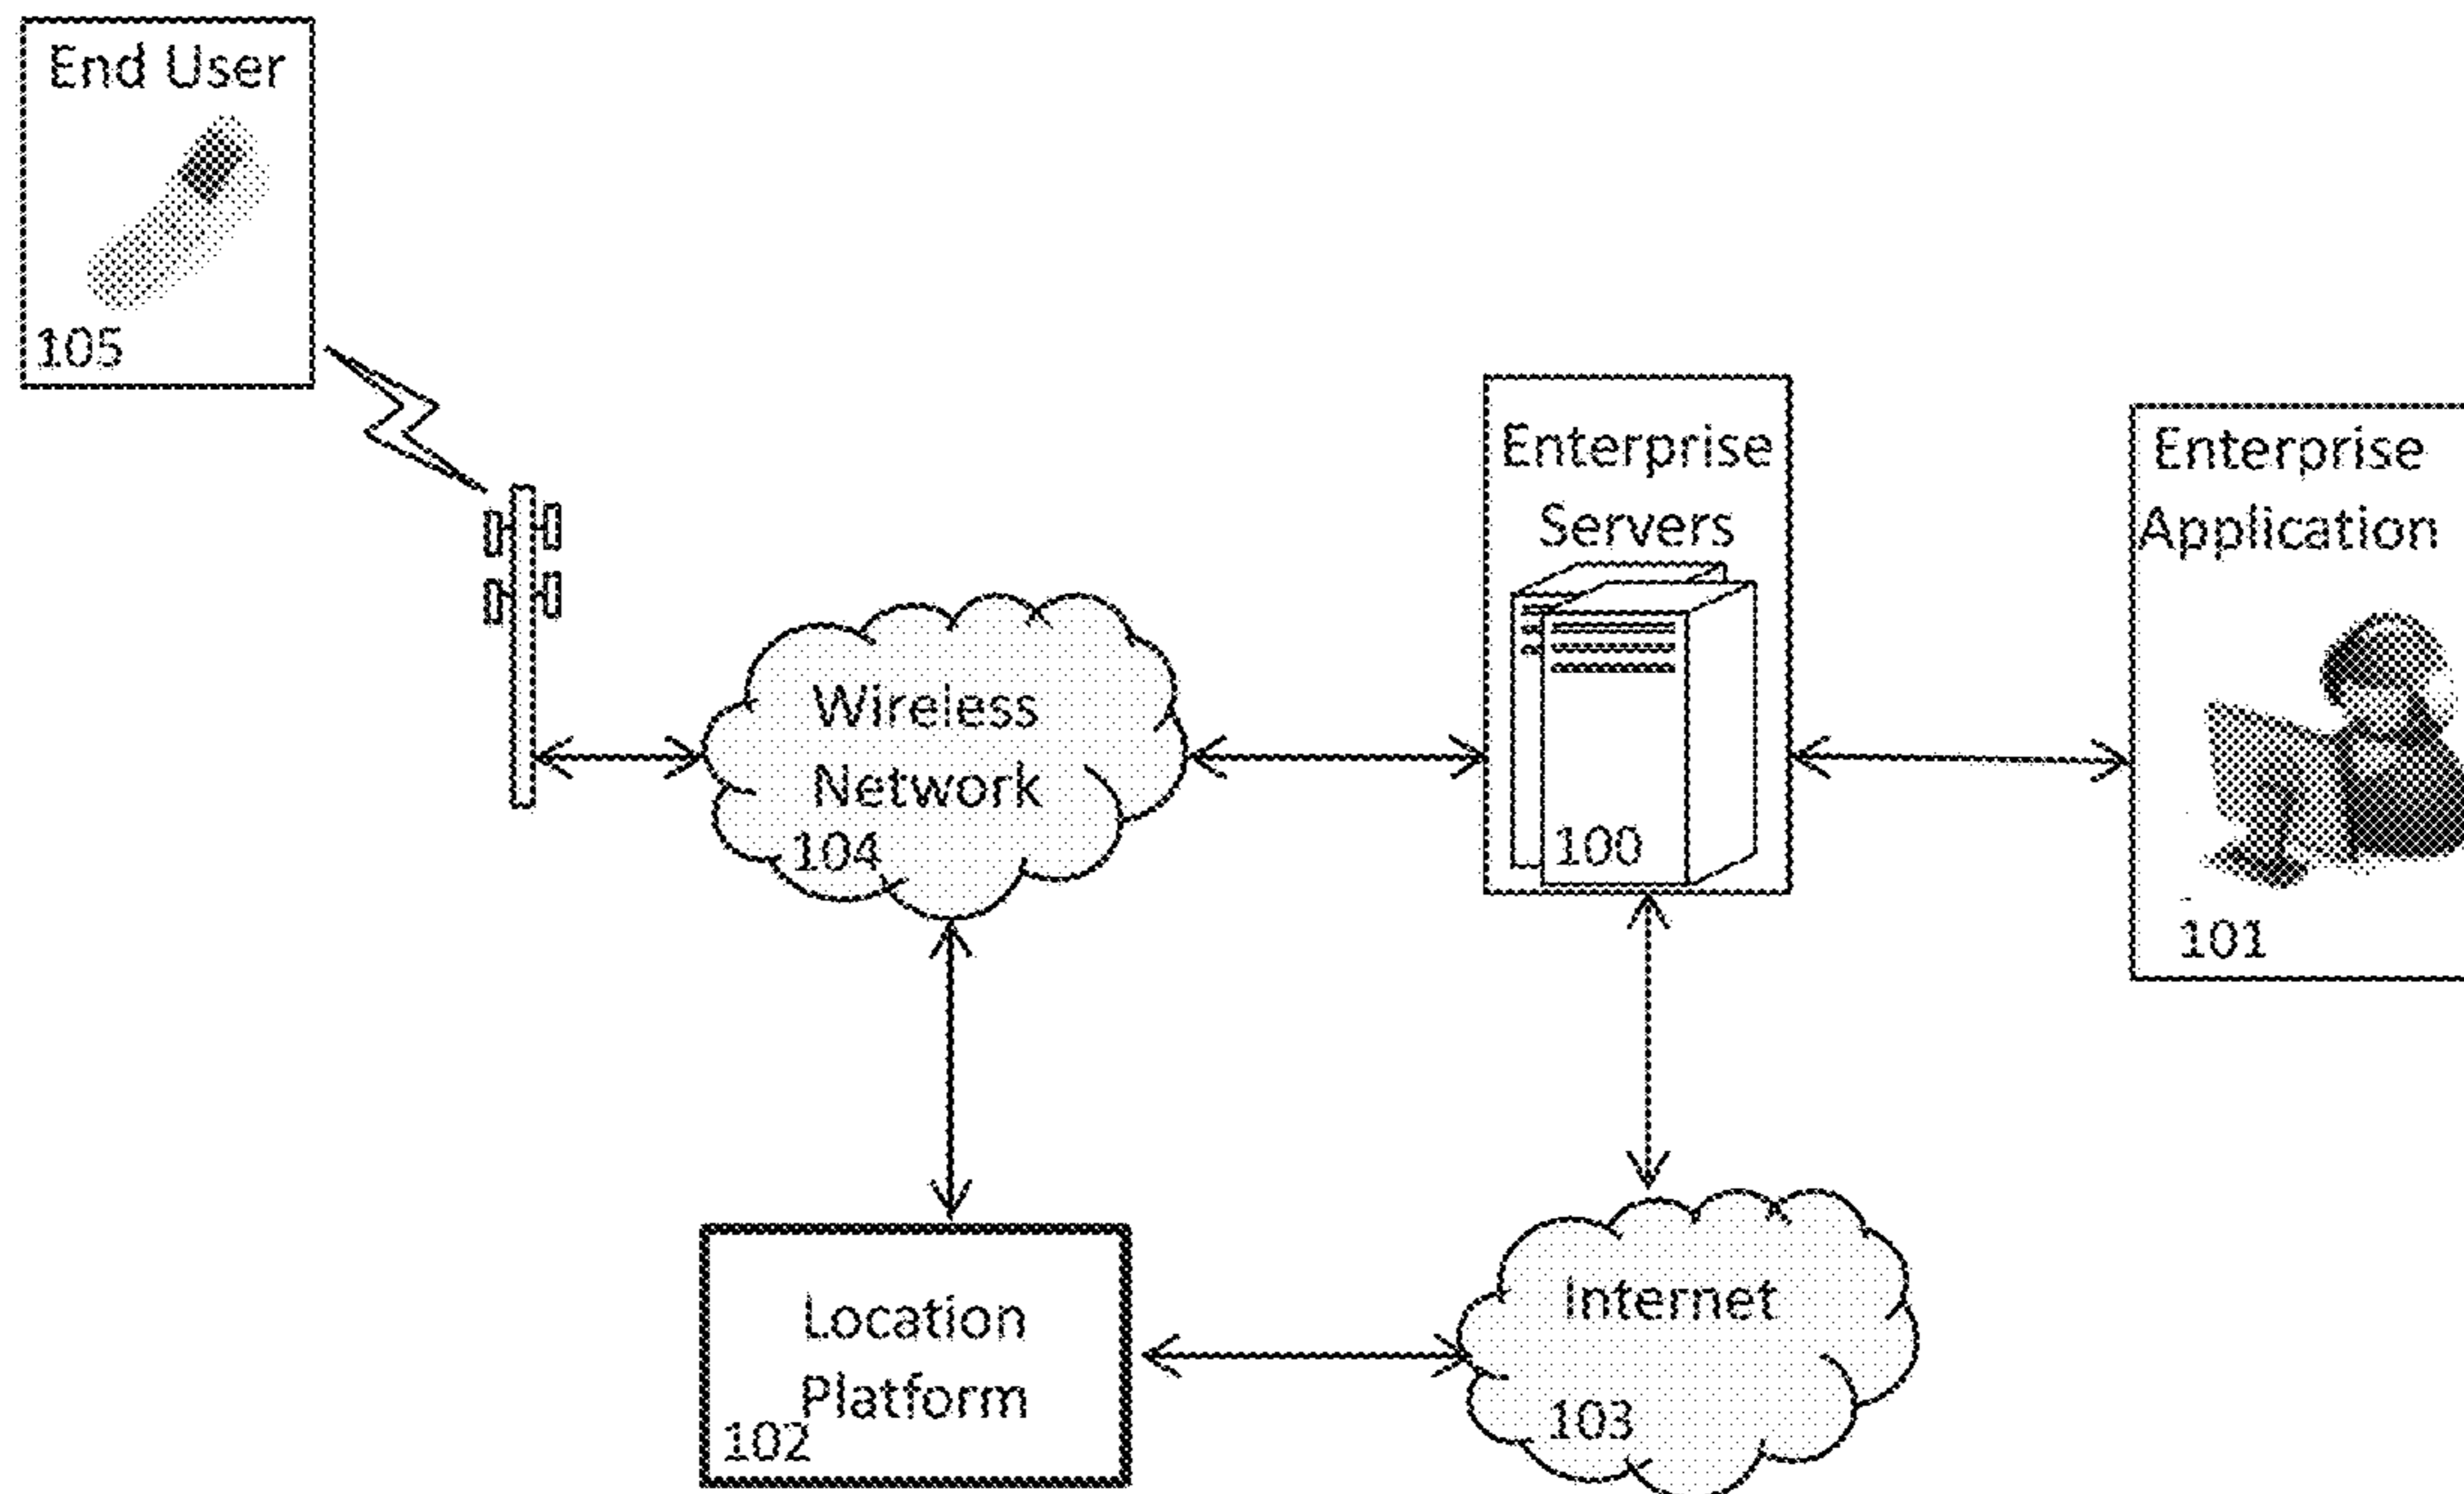 End User
105
Enterprise
Servers
100
Enterprise
Application
101
Wireless
Network
104
Location
Platform
102
Internet
103